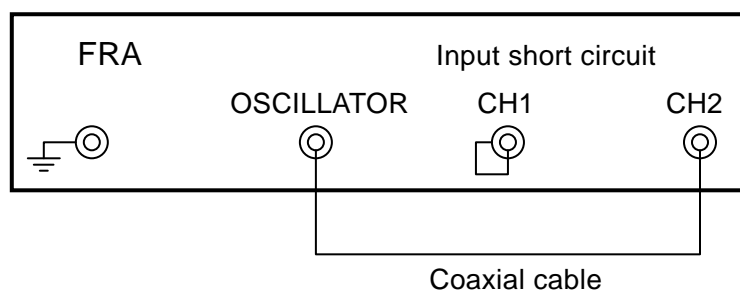 FRA
Input short circuit
OSCILLATOR
CH1
CH2
Coaxial cable